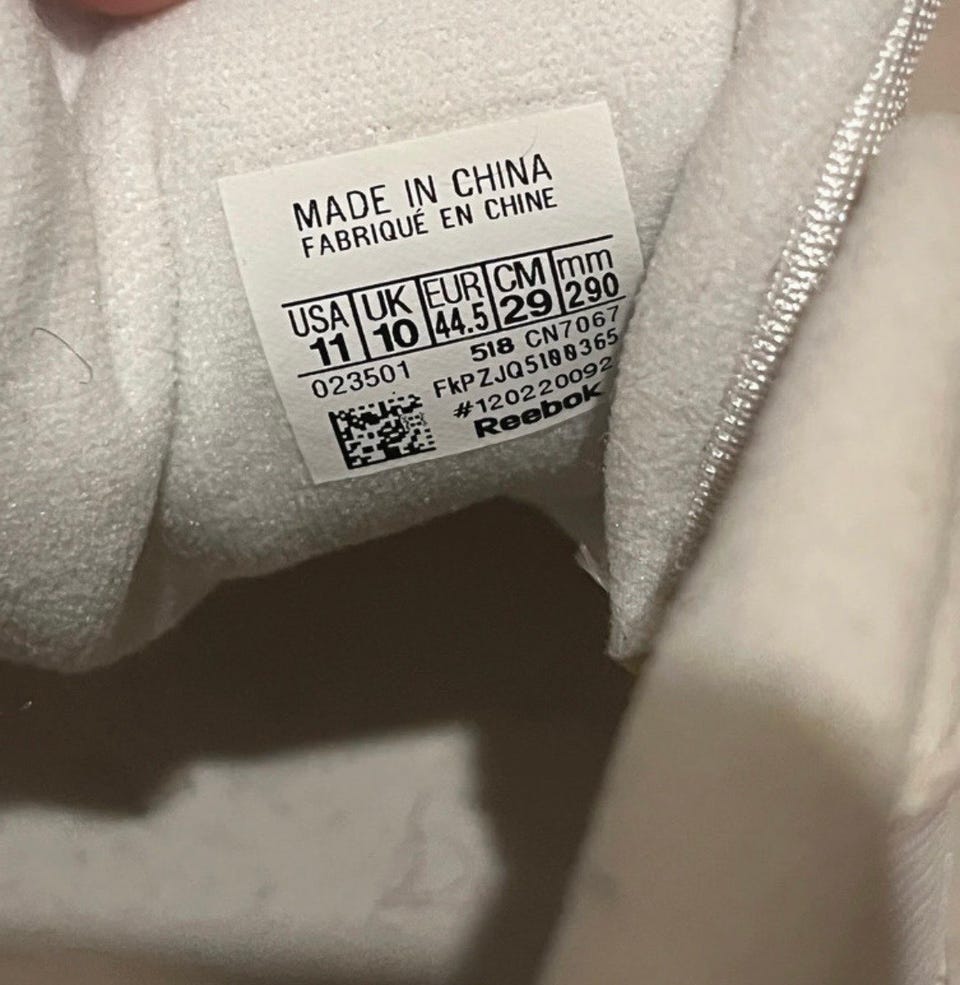 MADE IN CHINA
FABRIQUÉ EN CHINE
USA UK EUR CM mm
11 10 44.5 29 290
023501 518 CN7067
FkPZJQ5100365
#120220092
Reebok